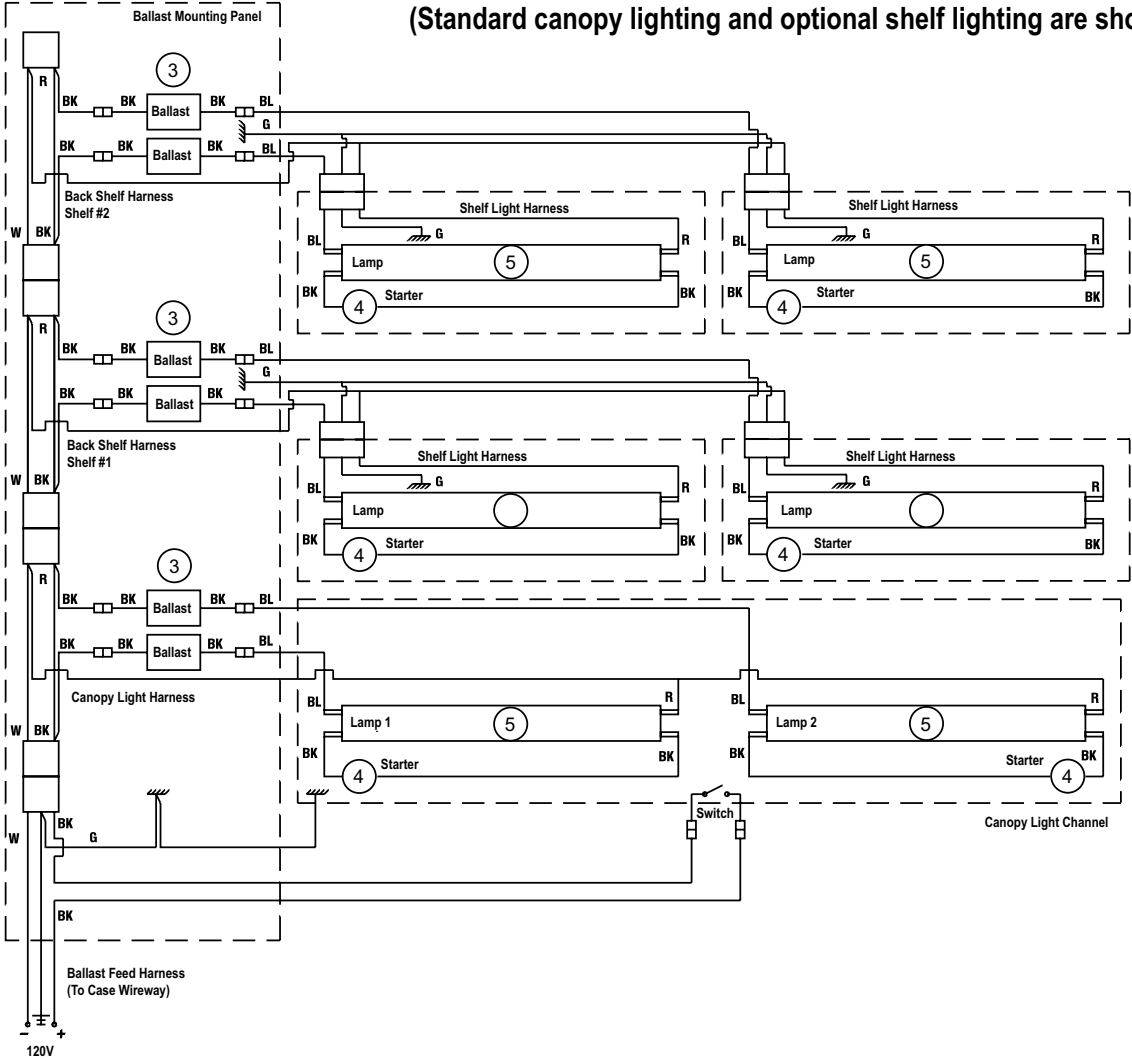 Ballast Mounting Panel
(Standard canopy lighting and optional shelf lighting are sho
R
3
BK BK Ballast BK BL
G
BK BK Ballast BK BL
Back Shelf Harness
Shelf #2
W BK
Shelf Light Harness
G
BL R
Lamp 5
BK 4 Starter BK
Shelf Light Harness
G
BL R
Lamp 5
BK 4 Starter BK
R
3
BK BK Ballast BK BL
G
BK BK Ballast BK BL
Back Shelf Harness
Shelf #1
W BK
Shelf Light Harness
G
BL R
Lamp
BK 4 Starter BK
Shelf Light Harness
G
BL R
Lamp
BK 4 Starter BK
R
3
BK BK Ballast BK BL
BK BK Ballast BK BL
Canopy Light Harness
W BK
BL R
Lamp 1 5
BK 4 Starter BK
BL R
Lamp 2 5
BK Starter 4 BK
Switch
Canopy Light Channel
BK
W G
BK
Ballast Feed Harness
(To Case Wireway)
- +
120V